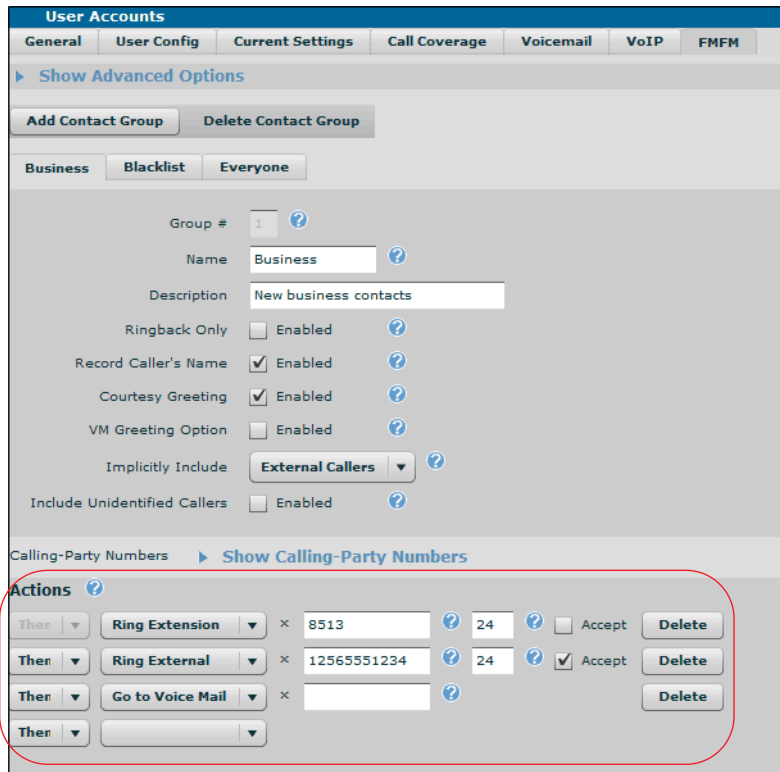 User Accounts
General User Config Current Settings Call Coverage Voicemail VoIP FMFM
Show Advanced Options
Add Contact Group Delete Contact Group
Business Blacklist Everyone
Group # 1 ?
Name Business ?
Description New business contacts
Ringback Only Enabled ?
Record Caller's Name Enabled ?
Courtesy Greeting Enabled ?
VM Greeting Option Enabled ?
Implicitly Include External Callers ?
Include Unidentified Callers Enabled ?
Calling-Party Numbers Show Calling-Party Numbers
Actions ?
Then Ring Extension × 8513 ? 24 ? Accept Delete
Then Ring External × 12565551234 ? 24 ? Accept Delete
Then Go to Voice Mail × ? Delete
Then